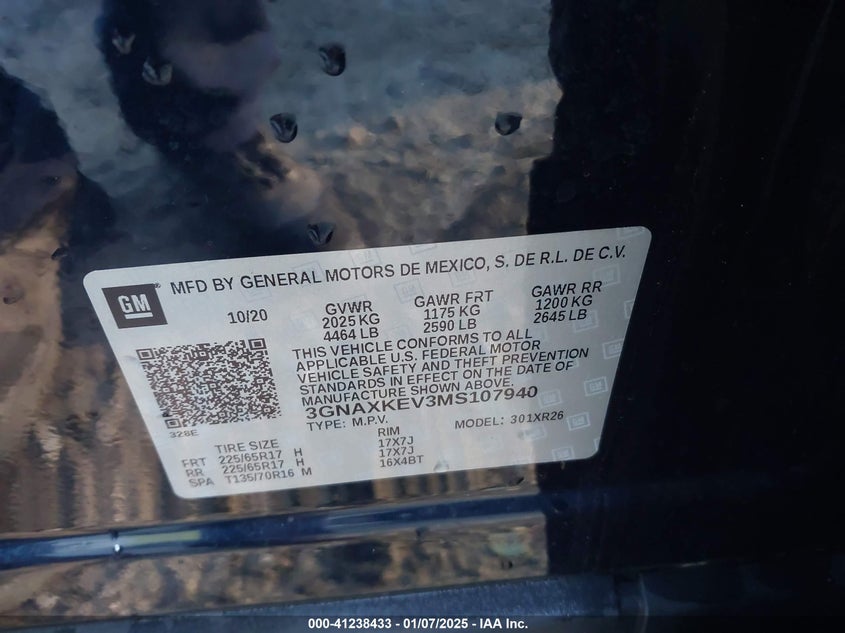 GM
MFD BY GENERAL MOTORS DE MEXICO, S. DE R.L. DE C.V.
10/20 GVWR GAWR FRT GAWR RR
2025 KG 1175 KG 1200 KG
4464 LB 2590 LB 2645 LB
THIS VEHICLE CONFORMS TO ALL
APPLICABLE U.S. FEDERAL MOTOR
VEHICLE SAFETY AND THEFT PREVENTION
STANDARDS IN EFFECT ON THE DATE OF
MANUFACTURE SHOWN ABOVE.
3GNAXKEV3MS107940
328E
TYPE: M.P.V. MODEL: 301XR26
TIRE SIZE RIM
FRT 225/65R17 H 17X7J
RR 225/65R17 H 17X7J
SPA T135/70R16 M 16X4BT
000-41238433 - 01/07/2025 - IAA Inc.